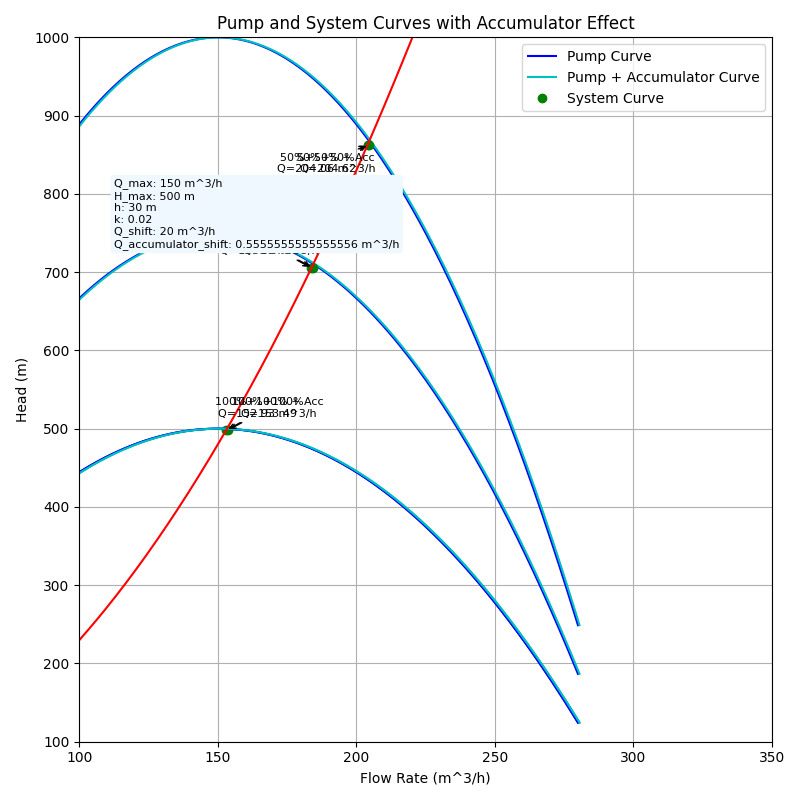 Pump and System Curves with Accumulator Effect
Pump Curve
Pump + Accumulator Curve
System Curve
Q_max: 150 m^3/h
H_max: 500 m
h: 30 m
k: 0.02
Q_shift: 20 m^3/h
Q_accumulator_shift: 0.5555555555555556 m^3/h
Head (m)
1000
900
800
700
600
500
400
300
200
100
100
150
200
250
300
350
Flow Rate (m^3/h)